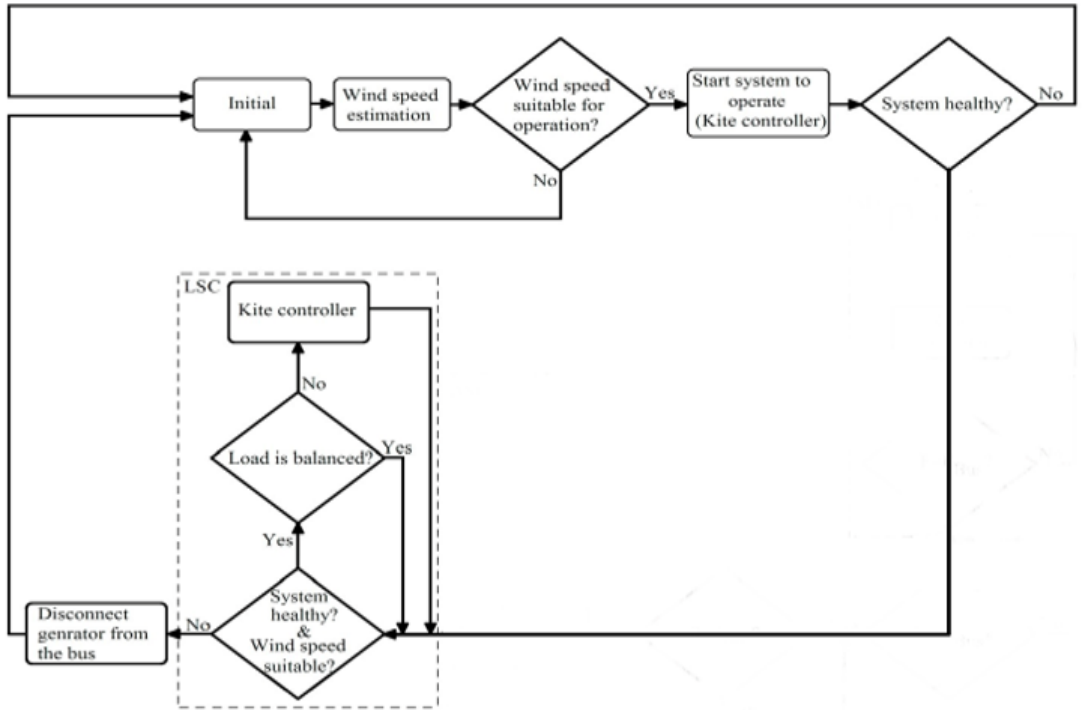 Initial
Wind speed
estimation
Wind speed
suitable for
operation?
Yes
No
Start system to
operate
(Kite controller)
System healthy?
No
LSC
Kite controller
No
Load is balanced?
Yes
Yes
System
healthy?
&
Wind speed
suitable?
No
Disconnect
genrator from
the bus